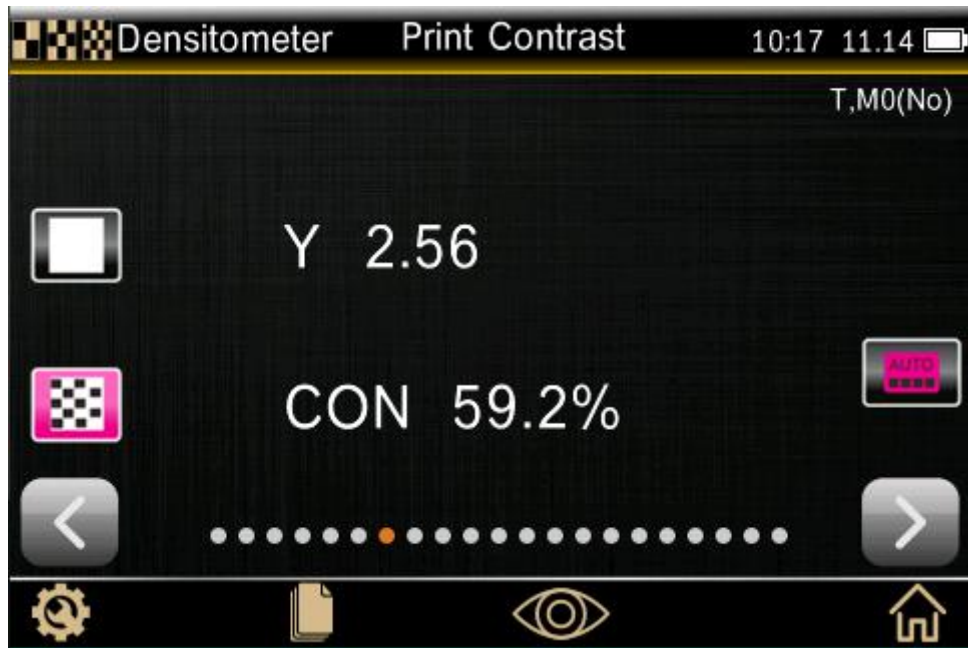 Densitometer Print Contrast 10:17 11.14
T,M0(No)
Y 2.56
AUTO
CON 59.2%